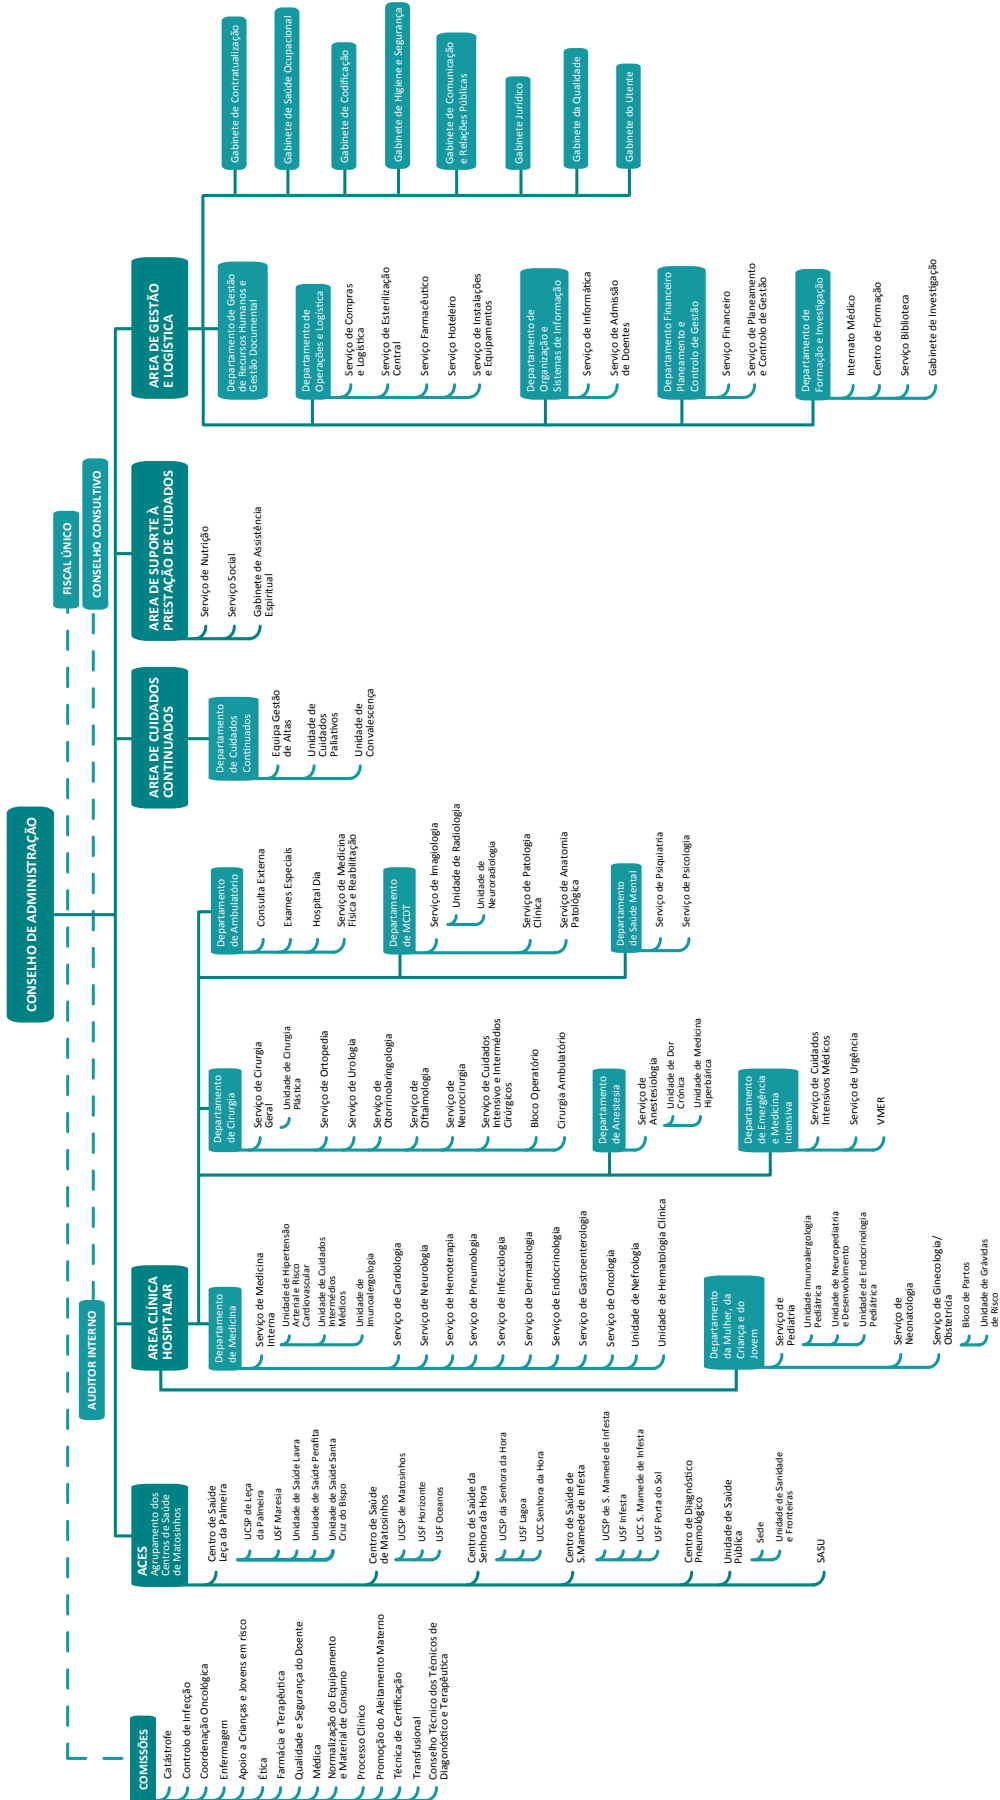 CONSELHO DE ADMINISTRAÇÃO
FISCAL ÚNICO
CONSELHO CONSULTIVO
AUDITOR INTERNO
COMISSÕES
Catástrofe
Controlo de Infecção
Coordenação Oncológica
Enfermagem
Apoio a Crianças e Jovens em risco
Ética
Farmácia e Terapêutica
Qualidade e Segurança do Doente
Médica
Normalização do Equipamento
e Material de Consumo
Processo Clínico
Promoção do Aleitamento Materno
Técnica de Certificação
Transfusional
Conselho Técnico dos Técnicos de
Diagonóstico e Terapêutica
ACES
Agrupamento dos
Centros de Saúde
de Matosinhos
Centro de Saúde
Leça da Palmeira
UCSP de Leça
da Palmeira
USF Maresia
Unidade de Saúde Lavra
Unidade de Saúde Perafita
Unidade de Saúde Santa
Cruz do Bispo
Centro de Saúde
de Matosinhos
UCSP de Matosinhos
USF Horizonte
USF Oceanos
Centro de Saúde da
Senhora da Hora
UCSP da Senhora da Hora
USF Lagoa
UCC Senhora da Hora
Centro de Saúde de
S.Mamede de Infesta
UCSP de S. Mamede de Infesta
USF Infesta
UCC S. Mamede de Infesta
USF Porta do Sol
Centro de Diagnóstico
Pneumológico
Unidade de Saúde
Pública
Sede
Unidade de Sanidade
e Fronteiras
SASU
AREA CLÍNICA
HOSPITALAR
Departamento
de Medicina
Serviço de Medicina
Interna
Unidade de Hipertensão
Arterial e Risco
Cardiovascular
Unidade de Cuidados
Intermédios
Médicos
Unidade de
Imunoalergologia
Serviço de Cardiologia
Serviço de Neurologia
Serviço de Hemoterapia
Serviço de Pneumologia
Serviço de Infecciologia
Serviço de Dermatologia
Serviço de Endocrinologia
Serviço de Gastroenterologia
Serviço de Oncologia
Unidade de Nefrologia
Unidade de Hematologia Clínica
Departamento
da Mulher, da
Criança e do
Jovem
Serviço de
Pediatria
Unidade Imunoalergologia
Pediátrica
Unidade de Neuropediatria
e Desenvolvimento
Unidade de Endocrinologia
Pediátrica
Serviço de
Neonatologia
Serviço de Ginecologia/
Obstetrícia
Bloco de Partos
Unidade de Grávidas
de Risco
Departamento
de Cirurgia
Serviço de Cirurgia
Geral
Unidade de Cirurgia
Plástica
Serviço de Ortopedia
Serviço de Urologia
Serviço de
Otorrinolaringologia
Serviço de
Oftalmologia
Serviço de
Neurocirurgia
Serviço de Cuidados
Intensivo e Intermédios
Cirúrgicos
Bloco Operatório
Cirurgia Ambulatório
Departamento
de Anestesia
Serviço de
Anestesiologia
Unidade de Dor
Crónica
Unidade de Medicina
Hiperbárica
Departamento
de Emergência
e Medicina
Intensiva
Serviço de Cuidados
Intensivos Médicos
Serviço de Urgência
VMER
Departamento
de Ambulatório
Consulta Externa
Exames Especiais
Hospital Dia
Serviço de Medicina
Física e Reabilitação
Departamento
de MCDT
Serviço de Imagiologia
Unidade de Radiologia
Unidade de
Neuroradiologia
Serviço de Patologia
Clínica
Serviço de Anatomia
Patológica
Departamento
de Saúde Mental
Serviço de Psiquiatria
Serviço de Psicologia
AREA DE CUIDADOS
CONTINUADOS
Departamento
de Cuidados
Continuados
Equipa Gestão
de Altas
Unidade de
Cuidados
Paliativos
Unidade de
Convalescença
AREA DE SUPORTE À
PRESTAÇÃO DE CUIDADOS
Serviço de Nutrição
Serviço Social
Gabinete de Assistência
Espiritual
AREA DE GESTÃO
E LOGÍSTICA
Departamento de Gestão
de Recursos Humanos e
Gestão Documental
Departamento de
Operações e Logística
Serviço de Compras
e Logística
Serviço de Esterilização
Central
Serviço Farmacêutico
Serviço Hoteleiro
Serviço de Instalações
e Equipamentos
Departamento de
Organização e
Sistemas de Informação
Serviço de Informática
Serviço de Admissão
de Doentes
Departamento Financeiro
Planeamento e
Controlo de Gestão
Serviço Financeiro
Serviço de Planeamento
e Controlo de Gestão
Departamento de
Formação e Investigação
Internato Médico
Centro de Formação
Serviço Biblioteca
Gabinete de Investigação
Gabinete de Contratualização
Gabinete de Saúde Ocupacional
Gabinete de Codificação
Gabinete de Higiene e Segurança
Gabinete de Comunicação
e Relações Públicas
Gabinete Jurídico
Gabinete da Qualidade
Gabinete do Utente